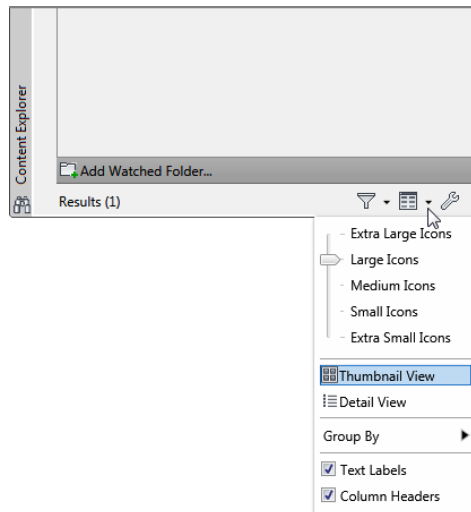 Content Explorer
Add Watched Folder...
Results (1)
Extra Large Icons
Large Icons
Medium Icons
Small Icons
Extra Small Icons
Thumbnail View
Detail View
Group By
Text Labels
Column Headers